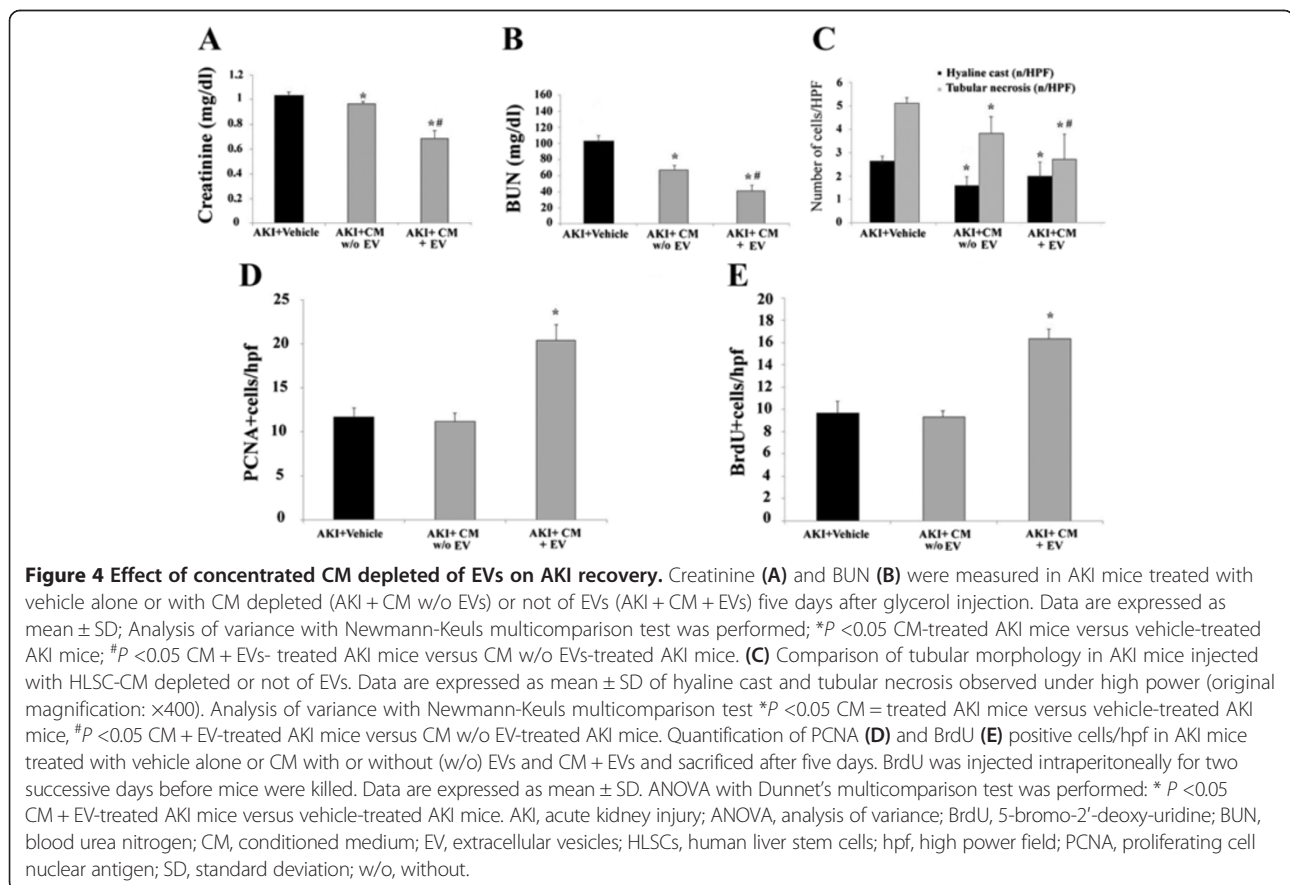 A
B
C
Creatinine (mg/dl)
1.2
1
0.8
0.6
0.4
0.2
0
*
*#
AKI+Vehicle
AKI+CM
w/o EV
AKI+ CM
+ EV
BUN (mg/dl)
160
140
120
100
80
60
40
20
0
*
*#
AKI+Vehicle
AKI+ CM
w/o EV
AKI+ CM
+ EV
Hyaline cast (n/HPF)
Tubular necrosis (n/HPF)
Number of cells/HPF
6
5
4
3
2
1
0
*
*
*
*#
AKI+Vehicle
AKI+CM
w/o EV
AKI+CM
+ EV
D
E
PCNA+cells/hpf
25
20
15
10
5
0
*
AKI+Vehicle
AKI+ CM
w/o EV
AKI+ CM
+ EV
BrdU+cells/hpf
20
18
16
14
12
10
8
6
4
2
0
*
AKI+Vehicle
AKI+ CM
w/o EV
AKI+ CM
+ EV
Figure 4 Effect of concentrated CM depleted of EVs on AKI recovery. Creatinine (A) and BUN (B) were measured in AKI mice treated with
vehicle alone or with CM depleted (AKI + CM w/o EVs) or not of EVs (AKI + CM + EVs) five days after glycerol injection. Data are expressed as
mean ± SD; Analysis of variance with Newmann-Keuls multicomparison test was performed; *P <0.05 CM-treated AKI mice versus vehicle-treated
AKI mice; #P <0.05 CM + EVs- treated AKI mice versus CM w/o EVs-treated AKI mice. (C) Comparison of tubular morphology in AKI mice injected
with HLSC-CM depleted or not of EVs. Data are expressed as mean ± SD of hyaline cast and tubular necrosis observed under high power (original
magnification: ×400). Analysis of variance with Newmann-Keuls multicomparison test *P <0.05 CM = treated AKI mice versus vehicle-treated AKI
mice, #P <0.05 CM + EV-treated AKI mice versus CM w/o EV-treated AKI mice. Quantification of PCNA (D) and BrdU (E) positive cells/hpf in AKI mice
treated with vehicle alone or CM with or without (w/o) EVs and CM + EVs and sacrificed after five days. BrdU was injected intraperitoneally for two
successive days before mice were killed. Data are expressed as mean ± SD. ANOVA with Dunnet's multicomparison test was performed: * P <0.05
CM + EV-treated AKI mice versus vehicle-treated AKI mice. AKI, acute kidney injury; ANOVA, analysis of variance; BrdU, 5-bromo-2′-deoxy-uridine; BUN,
blood urea nitrogen; CM, conditioned medium; EV, extracellular vesicles; HLSCs, human liver stem cells; hpf, high power field; PCNA, proliferating cell
nuclear antigen; SD, standard deviation; w/o, without.